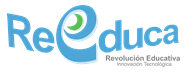 Reeduca
Revolución Educativa
Innovación Tecnológica